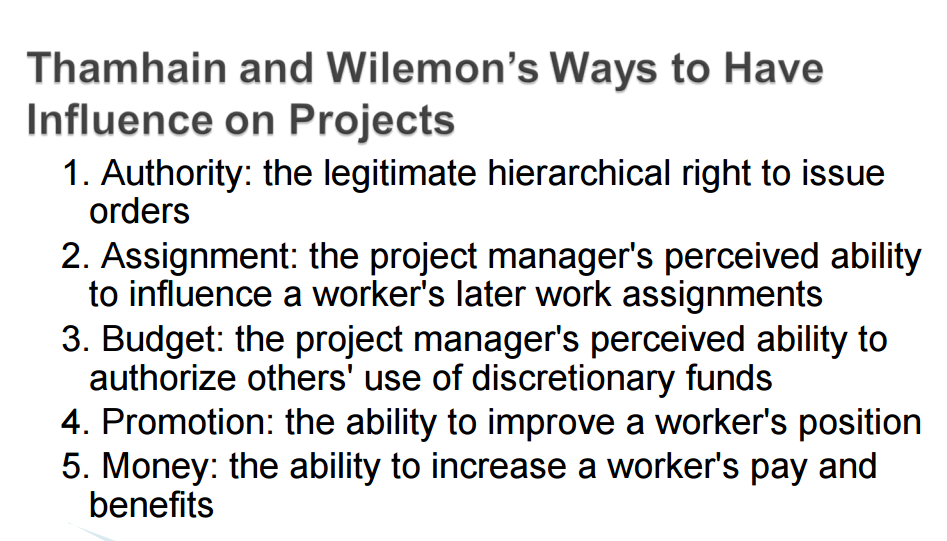 Thamhain and Wilemon’s Ways to Have
Influence on Projects
1. Authority: the legitimate hierarchical right to issue
orders
2. Assignment: the project manager's perceived ability
to influence a worker's later work assignments
3. Budget: the project manager's perceived ability to
authorize others' use of discretionary funds
4. Promotion: the ability to improve a worker's position
5. Money: the ability to increase a worker's pay and
benefits